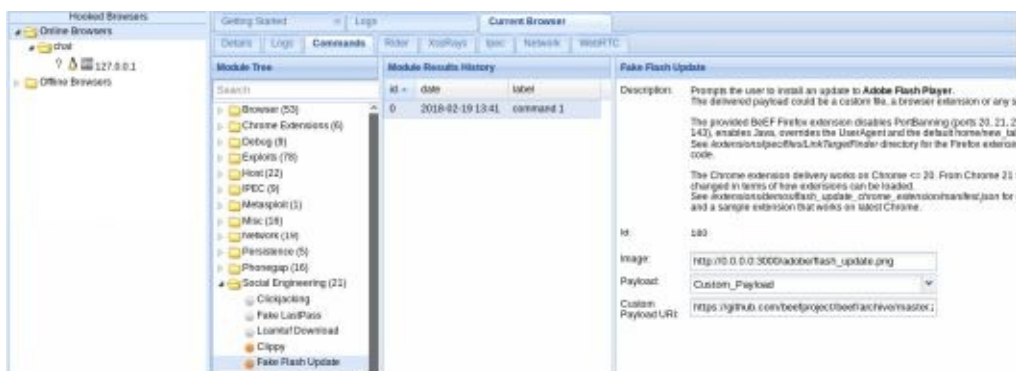 Hooked Browsers
Online Browsers
chat
127.0.0.1
Offline Browsers
Getting Started
Logs
Current Browser
Details
Logs
Commands
Rider
XssRays
Ipec
Network
WebRTC
Module Tree
Search
Browser (53)
Chrome Extensions (6)
Debug (9)
Exploits (78)
Host (22)
IPEC (9)
Metasploit (1)
Misc (16)
Network (19)
Persistence (5)
Phonegap (16)
Social Engineering (21)
Clickjacking
Fake LastPass
Lcamtuf Download
Clippy
Fake Flash Update
Module Results History
id
date
label
0
2018-02-19 13:41
command 1
Fake Flash Update
Description:
Prompts the user to install an update to Adobe Flash Player.
The delivered payload could be a custom file, a browser extension or any s
The provided BeEF Firefox extension disables PortBanning (ports 20, 21, 2
143), enables Java, overrides the UserAgent and the default home/new_tal
See /extensions/ipec/files/LinkTargetFinder directory for the Firefox extension
code.
The Chrome extension delivery works on Chrome <= 20. From Chrome 21
changed in terms of how extensions can be loaded.
See /extensions/demos/flash_update_chrome_extension/manifest.json for
and a sample extension that works on latest Chrome.
Id:
180
Image:
http://0.0.0.0:3000/adobe/flash_update.png
Payload:
Custom_Payload
Custom
Payload URI:
https://github.com/beefproject/beef/archive/master.z